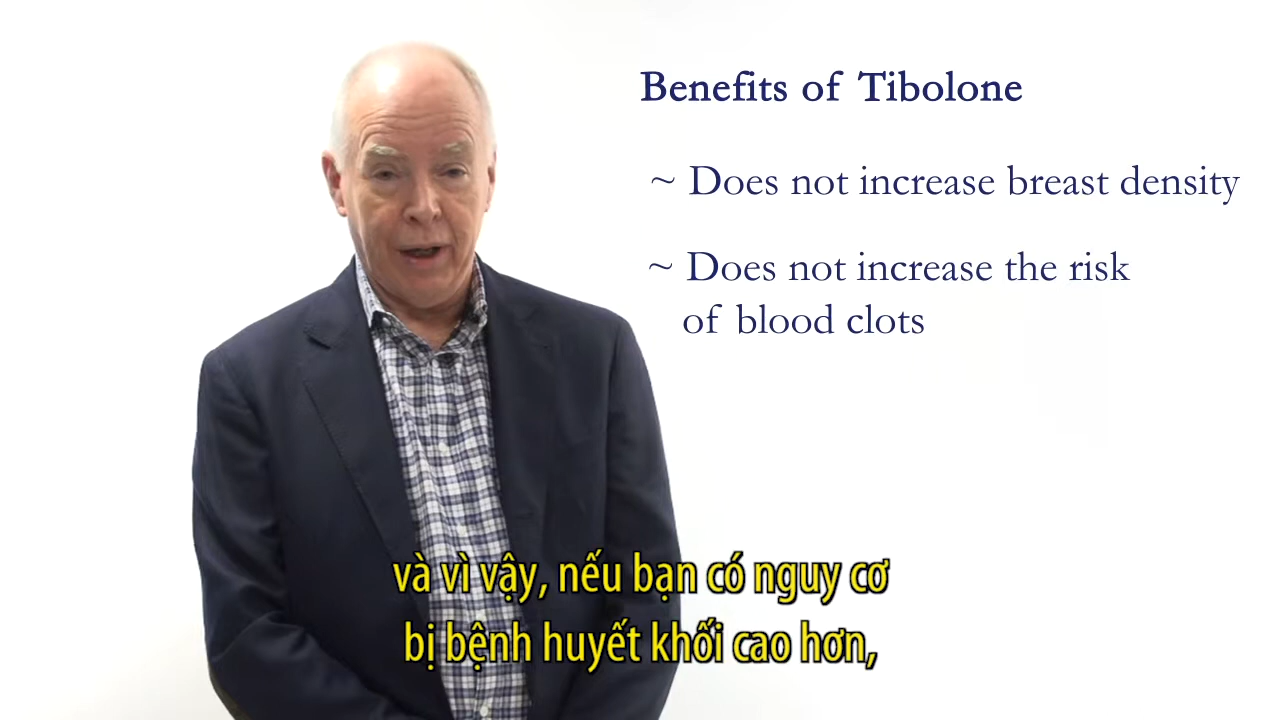 Benefits of Tibolone
~ Does not increase breast density
~ Does not increase the risk
of blood clots
và vì vậy, nếu bạn có nguy cơ
bị bệnh huyết khối cao hơn,